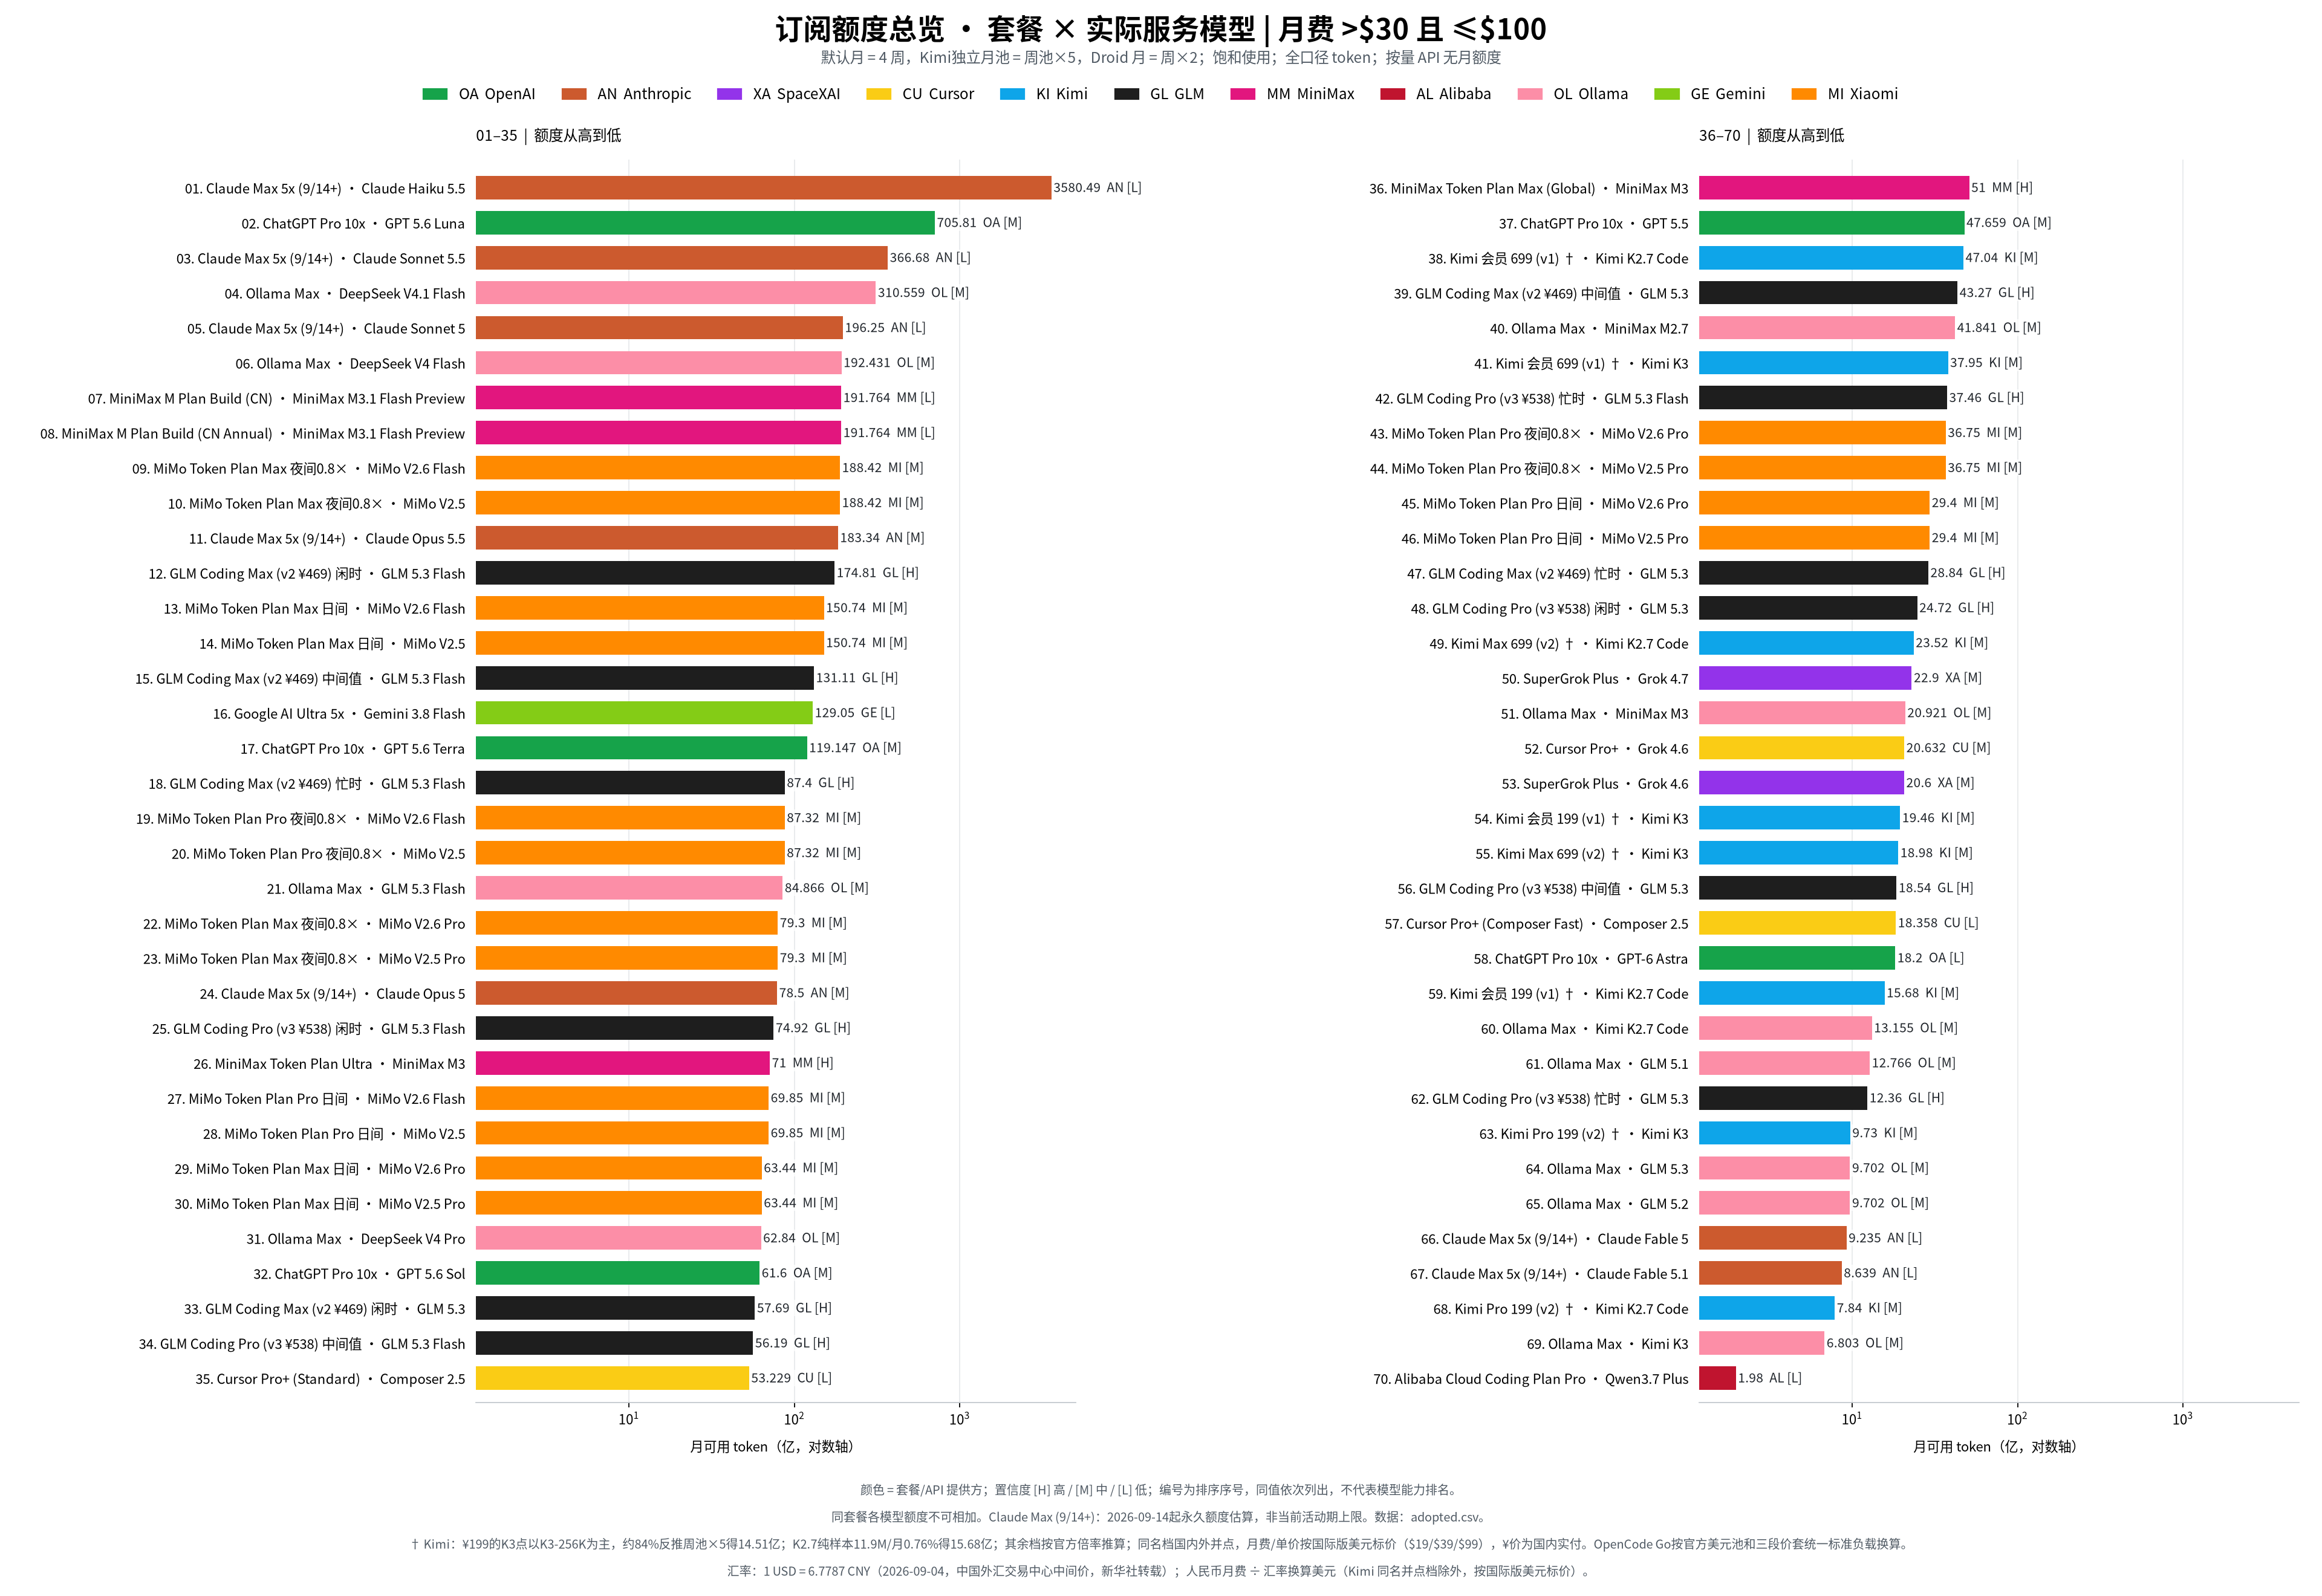 订阅额度总览 · 套餐 × 实际服务模型 | 月费 >$30 且 ≤$100
默认月 = 4 周，Kimi独立月池 = 周池×5，Droid 月 = 周×2；饱和使用；全口径 token；按量 API 无月额度
OA OpenAI AN Anthropic XA SpaceXAI CU Cursor KI Kimi GL GLM MM MiniMax AL Alibaba OL Ollama GE Gemini MI Xiaomi
01–35 | 额度从高到低
01. Claude Max 5x (9/14+) · Claude Haiku 5.5 3580.49 AN [L]
02. ChatGPT Pro 10x · GPT 5.6 Luna 705.81 OA [M]
03. Claude Max 5x (9/14+) · Claude Sonnet 5.5 366.68 AN [L]
04. Ollama Max · DeepSeek V4.1 Flash 310.559 OL [M]
05. Claude Max 5x (9/14+) · Claude Sonnet 5 196.25 AN [L]
06. Ollama Max · DeepSeek V4 Flash 192.431 OL [M]
07. MiniMax M Plan Build (CN) · MiniMax M3.1 Flash Preview 191.764 MM [L]
08. MiniMax M Plan Build (CN Annual) · MiniMax M3.1 Flash Preview 191.764 MM [L]
09. MiMo Token Plan Max 夜间0.8× · MiMo V2.6 Flash 188.42 MI [M]
10. MiMo Token Plan Max 夜间0.8× · MiMo V2.5 188.42 MI [M]
11. Claude Max 5x (9/14+) · Claude Opus 5.5 183.34 AN [M]
12. GLM Coding Max (v2 ¥469) 闲时 · GLM 5.3 Flash 174.81 GL [H]
13. MiMo Token Plan Max 日间 · MiMo V2.6 Flash 150.74 MI [M]
14. MiMo Token Plan Max 日间 · MiMo V2.5 150.74 MI [M]
15. GLM Coding Max (v2 ¥469) 中间值 · GLM 5.3 Flash 131.11 GL [H]
16. Google AI Ultra 5x · Gemini 3.8 Flash 129.05 GE [L]
17. ChatGPT Pro 10x · GPT 5.6 Terra 119.147 OA [M]
18. GLM Coding Max (v2 ¥469) 忙时 · GLM 5.3 Flash 87.4 GL [H]
19. MiMo Token Plan Pro 夜间0.8× · MiMo V2.6 Flash 87.32 MI [M]
20. MiMo Token Plan Pro 夜间0.8× · MiMo V2.5 87.32 MI [M]
21. Ollama Max · GLM 5.3 Flash 84.866 OL [M]
22. MiMo Token Plan Max 夜间0.8× · MiMo V2.6 Pro 79.3 MI [M]
23. MiMo Token Plan Max 夜间0.8× · MiMo V2.5 Pro 79.3 MI [M]
24. Claude Max 5x (9/14+) · Claude Opus 5 78.5 AN [M]
25. GLM Coding Pro (v3 ¥538) 闲时 · GLM 5.3 Flash 74.92 GL [H]
26. MiniMax Token Plan Ultra · MiniMax M3 71 MM [H]
27. MiMo Token Plan Pro 日间 · MiMo V2.6 Flash 69.85 MI [M]
28. MiMo Token Plan Pro 日间 · MiMo V2.5 69.85 MI [M]
29. MiMo Token Plan Max 日间 · MiMo V2.6 Pro 63.44 MI [M]
30. MiMo Token Plan Max 日间 · MiMo V2.5 Pro 63.44 MI [M]
31. Ollama Max · DeepSeek V4 Pro 62.84 OL [M]
32. ChatGPT Pro 10x · GPT 5.6 Sol 61.6 OA [M]
33. GLM Coding Max (v2 ¥469) 闲时 · GLM 5.3 57.69 GL [H]
34. GLM Coding Pro (v3 ¥538) 中间值 · GLM 5.3 Flash 56.19 GL [H]
35. Cursor Pro+ (Standard) · Composer 2.5 53.229 CU [L]
10¹ 10² 10³
月可用 token（亿，对数轴）
36–70 | 额度从高到低
36. MiniMax Token Plan Max (Global) · MiniMax M3 51 MM [H]
37. ChatGPT Pro 10x · GPT 5.5 47.659 OA [M]
38. Kimi 会员 699 (v1) † · Kimi K2.7 Code 47.04 KI [M]
39. GLM Coding Max (v2 ¥469) 中间值 · GLM 5.3 43.27 GL [H]
40. Ollama Max · MiniMax M2.7 41.841 OL [M]
41. Kimi 会员 699 (v1) † · Kimi K3 37.95 KI [M]
42. GLM Coding Pro (v3 ¥538) 忙时 · GLM 5.3 Flash 37.46 GL [H]
43. MiMo Token Plan Pro 夜间0.8× · MiMo V2.6 Pro 36.75 MI [M]
44. MiMo Token Plan Pro 夜间0.8× · MiMo V2.5 Pro 36.75 MI [M]
45. MiMo Token Plan Pro 日间 · MiMo V2.6 Pro 29.4 MI [M]
46. MiMo Token Plan Pro 日间 · MiMo V2.5 Pro 29.4 MI [M]
47. GLM Coding Max (v2 ¥469) 忙时 · GLM 5.3 28.84 GL [H]
48. GLM Coding Pro (v3 ¥538) 闲时 · GLM 5.3 24.72 GL [H]
49. Kimi Max 699 (v2) † · Kimi K2.7 Code 23.52 KI [M]
50. SuperGrok Plus · Grok 4.7 22.9 XA [M]
51. Ollama Max · MiniMax M3 20.921 OL [M]
52. Cursor Pro+ · Grok 4.6 20.632 CU [M]
53. SuperGrok Plus · Grok 4.6 20.6 XA [M]
54. Kimi 会员 199 (v1) † · Kimi K3 19.46 KI [M]
55. Kimi Max 699 (v2) † · Kimi K3 18.98 KI [M]
56. GLM Coding Pro (v3 ¥538) 中间值 · GLM 5.3 18.54 GL [H]
57. Cursor Pro+ (Composer Fast) · Composer 2.5 18.358 CU [L]
58. ChatGPT Pro 10x · GPT-6 Astra 18.2 OA [L]
59. Kimi 会员 199 (v1) † · Kimi K2.7 Code 15.68 KI [M]
60. Ollama Max · Kimi K2.7 Code 13.155 OL [M]
61. Ollama Max · GLM 5.1 12.766 OL [M]
62. GLM Coding Pro (v3 ¥538) 忙时 · GLM 5.3 12.36 GL [H]
63. Kimi Pro 199 (v2) † · Kimi K3 9.73 KI [M]
64. Ollama Max · GLM 5.3 9.702 OL [M]
65. Ollama Max · GLM 5.2 9.702 OL [M]
66. Claude Max 5x (9/14+) · Claude Fable 5 9.235 AN [L]
67. Claude Max 5x (9/14+) · Claude Fable 5.1 8.639 AN [L]
68. Kimi Pro 199 (v2) † · Kimi K2.7 Code 7.84 KI [M]
69. Ollama Max · Kimi K3 6.803 OL [M]
70. Alibaba Cloud Coding Plan Pro · Qwen3.7 Plus 1.98 AL [L]
10¹ 10² 10³
月可用 token（亿，对数轴）
颜色 = 套餐/API 提供方；置信度 [H] 高 / [M] 中 / [L] 低；编号为排序序号，同值依次列出，不代表模型能力排名。
同套餐各模型额度不可相加。Claude Max (9/14+)：2026-09-14起永久额度估算，非当前活动期上限。数据：adopted.csv。
† Kimi：¥199的K3点以K3-256K为主，约84%反推周池×5得14.51亿；K2.7纯样本11.9M/月0.76%得15.68亿；其余档按官方倍率推算；同名档国内外并点，月费/单价按国际版美元标价（$19/$39/$99），¥价为国内实付。OpenCode Go按官方美元池和三段价套统一标准负载换算。
汇率：1 USD = 6.7787 CNY（2026-09-04，中国外汇交易中心中间价，新华社转载）；人民币月费 ÷ 汇率换算美元（Kimi 同名并点档除外，按国际版美元标价）。